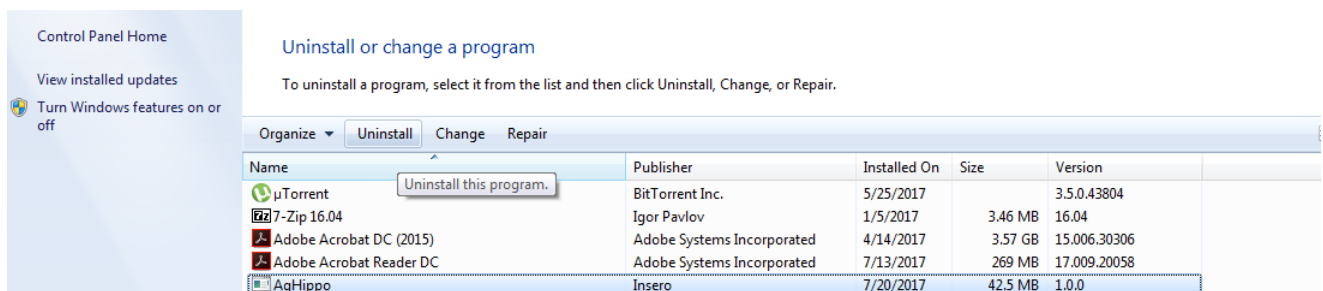 Control Panel Home
View installed updates
Turn Windows features on or
off
Uninstall or change a program
To uninstall a program, select it from the list and then click Uninstall, Change, or Repair.
Organize Uninstall Change Repair
Name Publisher Installed On Size Version
Uninstall this program.
µTorrent BitTorrent Inc. 5/25/2017 3.5.0.43804
7-Zip 16.04 Igor Pavlov 1/5/2017 3.46 MB 16.04
Adobe Acrobat DC (2015) Adobe Systems Incorporated 4/14/2017 3.57 GB 15.006.30306
Adobe Acrobat Reader DC Adobe Systems Incorporated 7/13/2017 269 MB 17.009.20058
AgHippo Insero 7/20/2017 42.5 MB 1.0.0